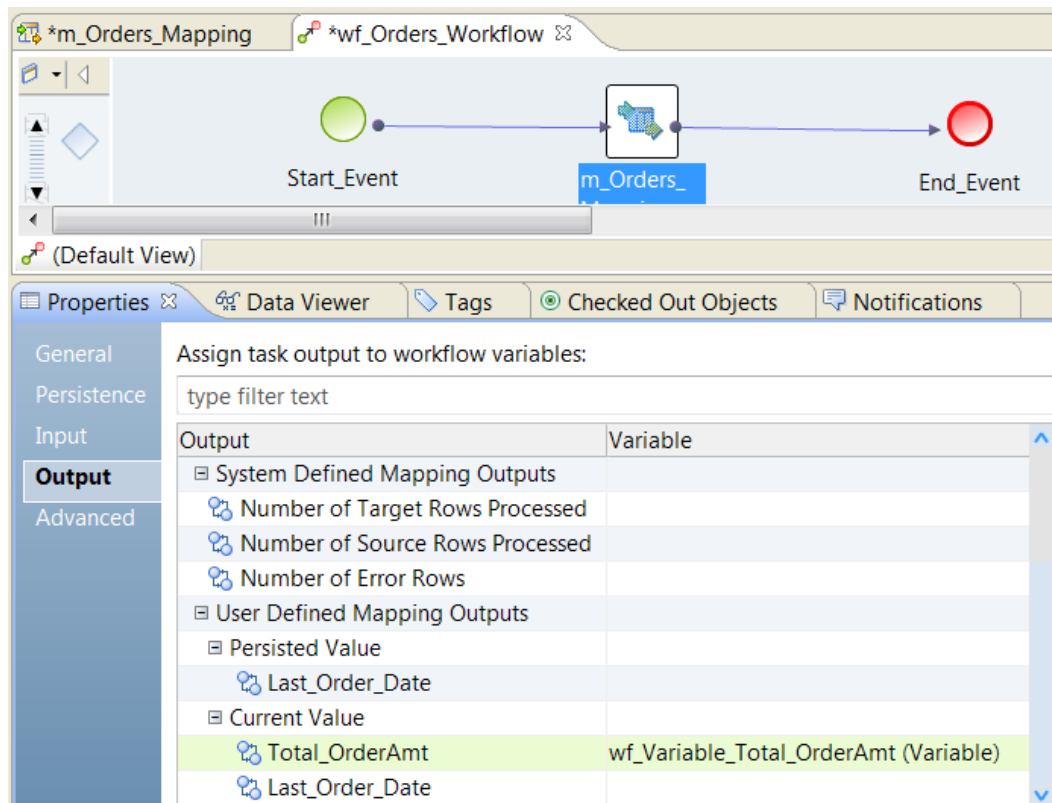 *m_Orders_Mapping
*wf_Orders_Workflow
Start_Event
m_Orders_
End_Event
(Default View)
Properties
Data Viewer
Tags
Checked Out Objects
Notifications
General
Persistence
Input
Output
Advanced
Assign task output to workflow variables:
type filter text
Output Variable
System Defined Mapping Outputs
Number of Target Rows Processed
Number of Source Rows Processed
Number of Error Rows
User Defined Mapping Outputs
Persisted Value
Last_Order_Date
Current Value
Total_OrderAmt wf_Variable_Total_OrderAmt (Variable)
Last_Order_Date